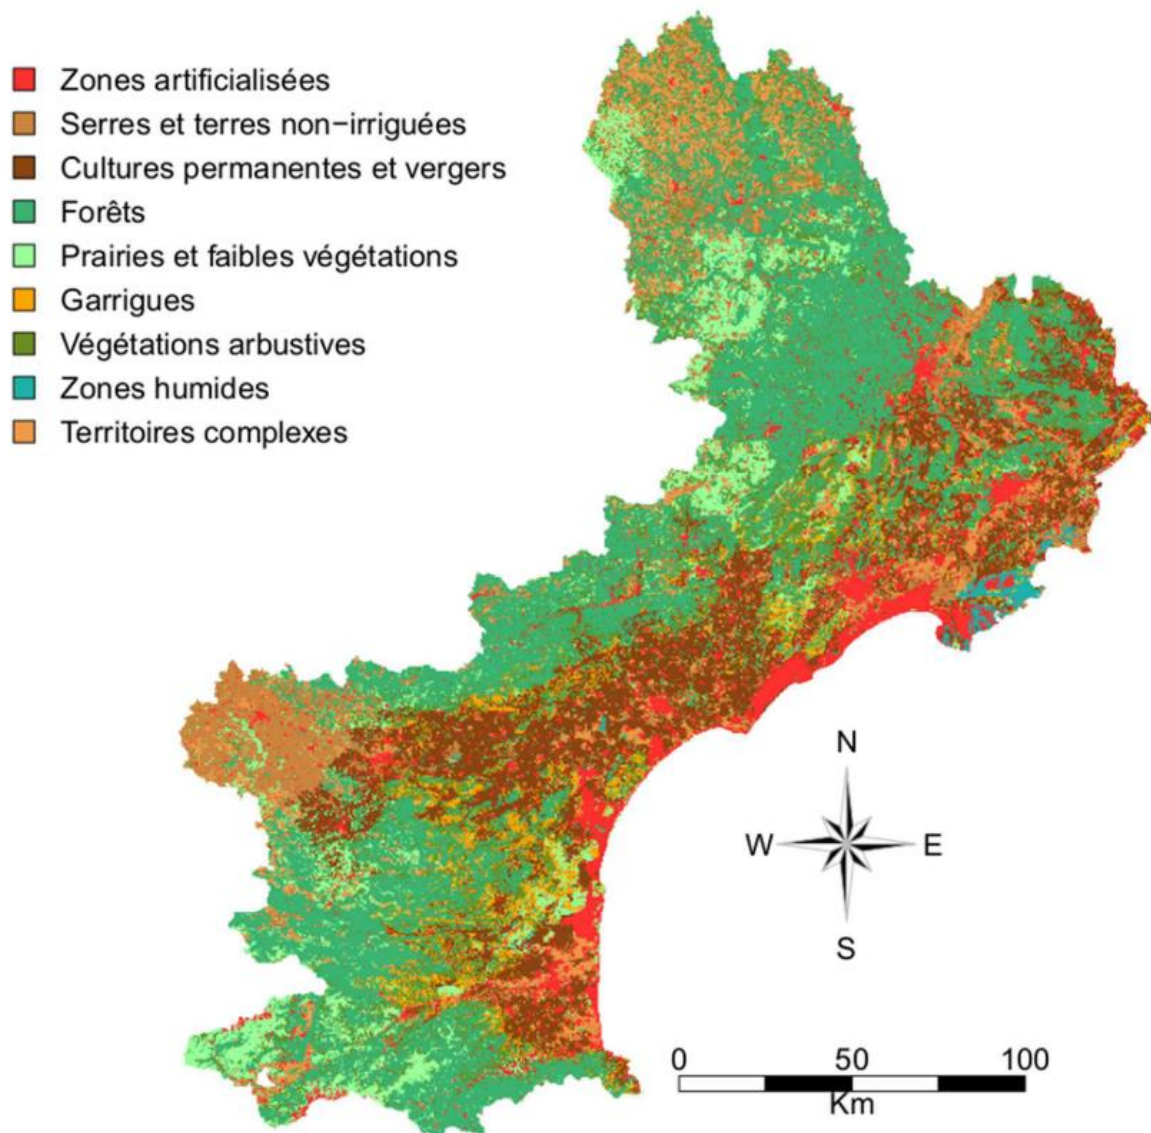 Zones artificialisées
Serres et terres non−irriguées
Cultures permanentes et vergers
Forêts
Prairies et faibles végétations
Garrigues
Végétations arbustives
Zones humides
Territoires complexes
N
W E
S
0 50 100
Km